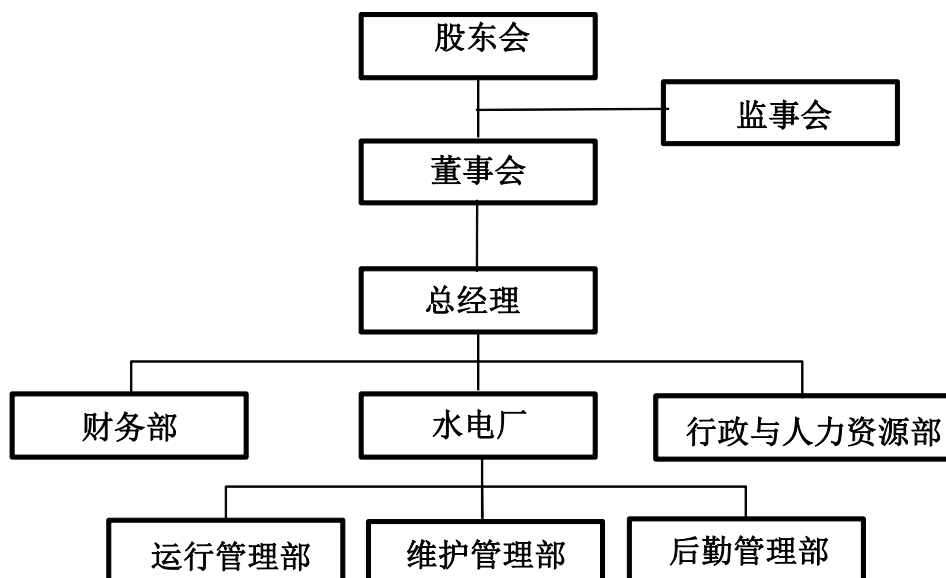 股东会
监事会
董事会
总经理
财务部
水电厂
行政与人力资源部
运行管理部
维护管理部
后勤管理部